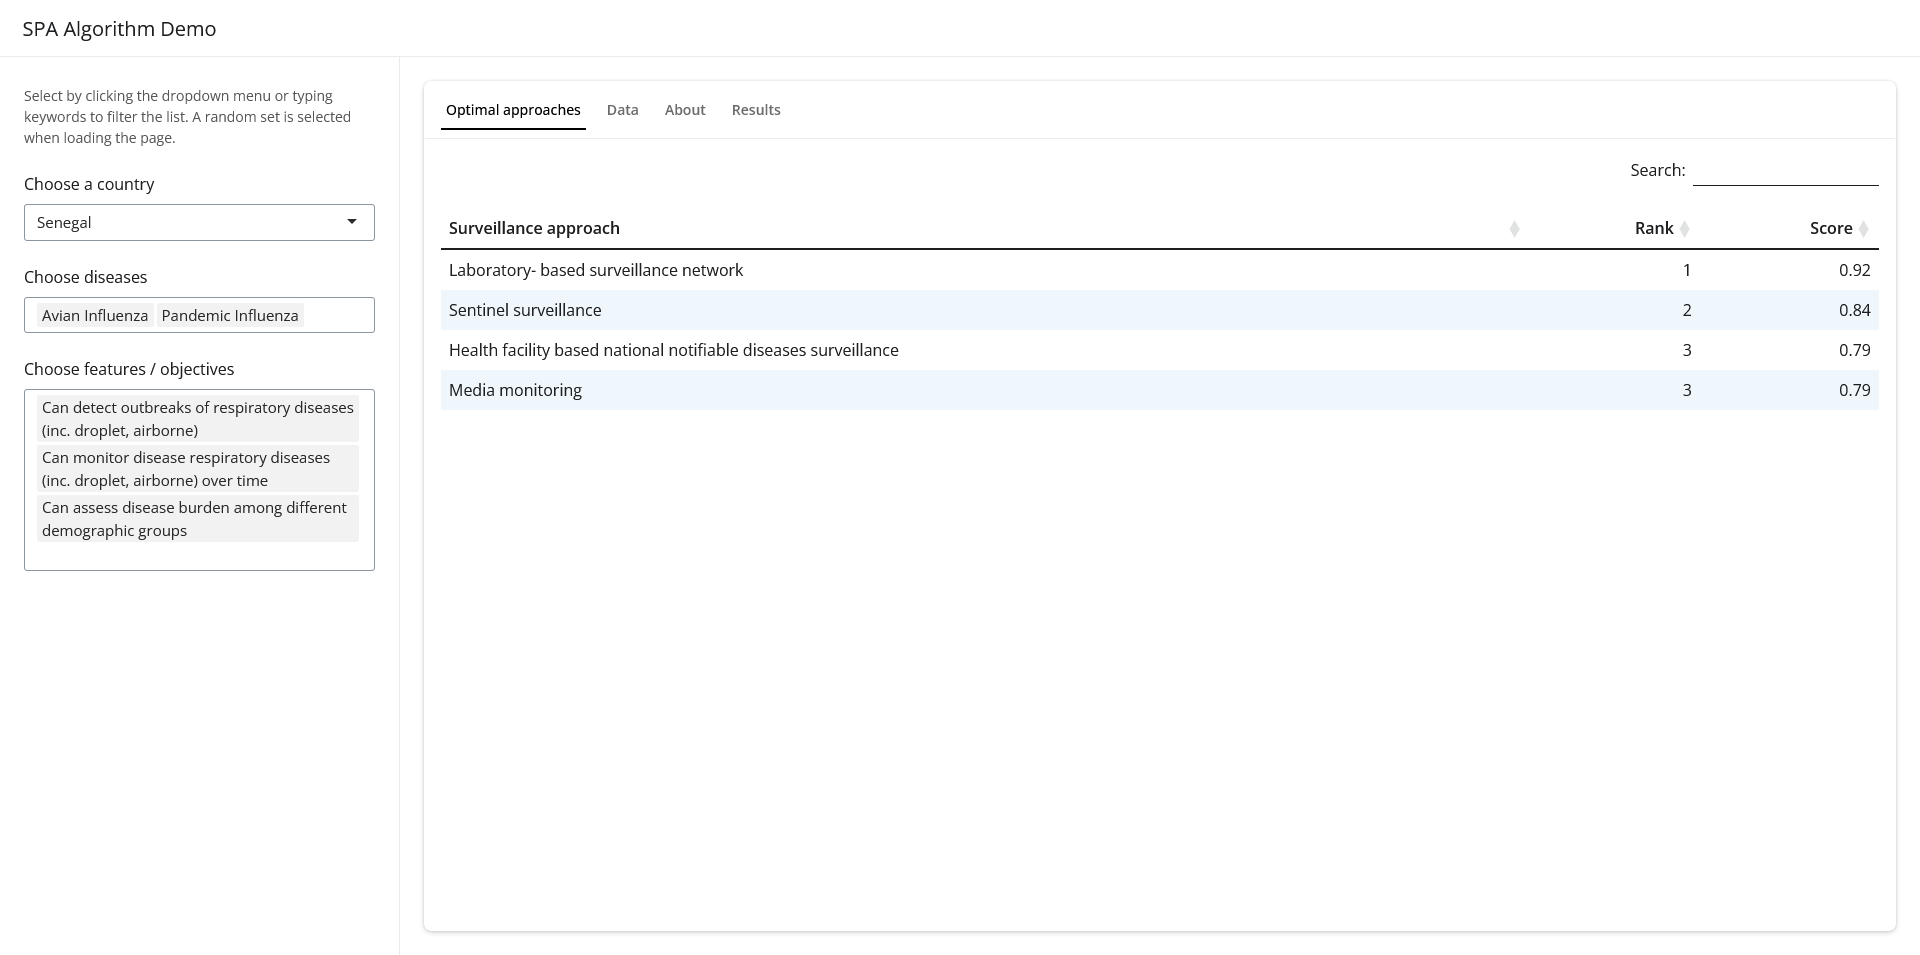 SPA Algorithm Demo
Select by clicking the dropdown menu or typing
keywords to filter the list. A random set is selected
when loading the page.
Choose a country
Senegal
Choose diseases
Avian Influenza Pandemic Influenza
Choose features / objectives
Can detect outbreaks of respiratory diseases
(inc. droplet, airborne)
Can monitor disease respiratory diseases
(inc. droplet, airborne) over time
Can assess disease burden among different
demographic groups
Optimal approaches Data About Results
Search:
Surveillance approach Rank Score
Laboratory- based surveillance network 1 0.92
Sentinel surveillance 2 0.84
Health facility based national notifiable diseases surveillance 3 0.79
Media monitoring 3 0.79